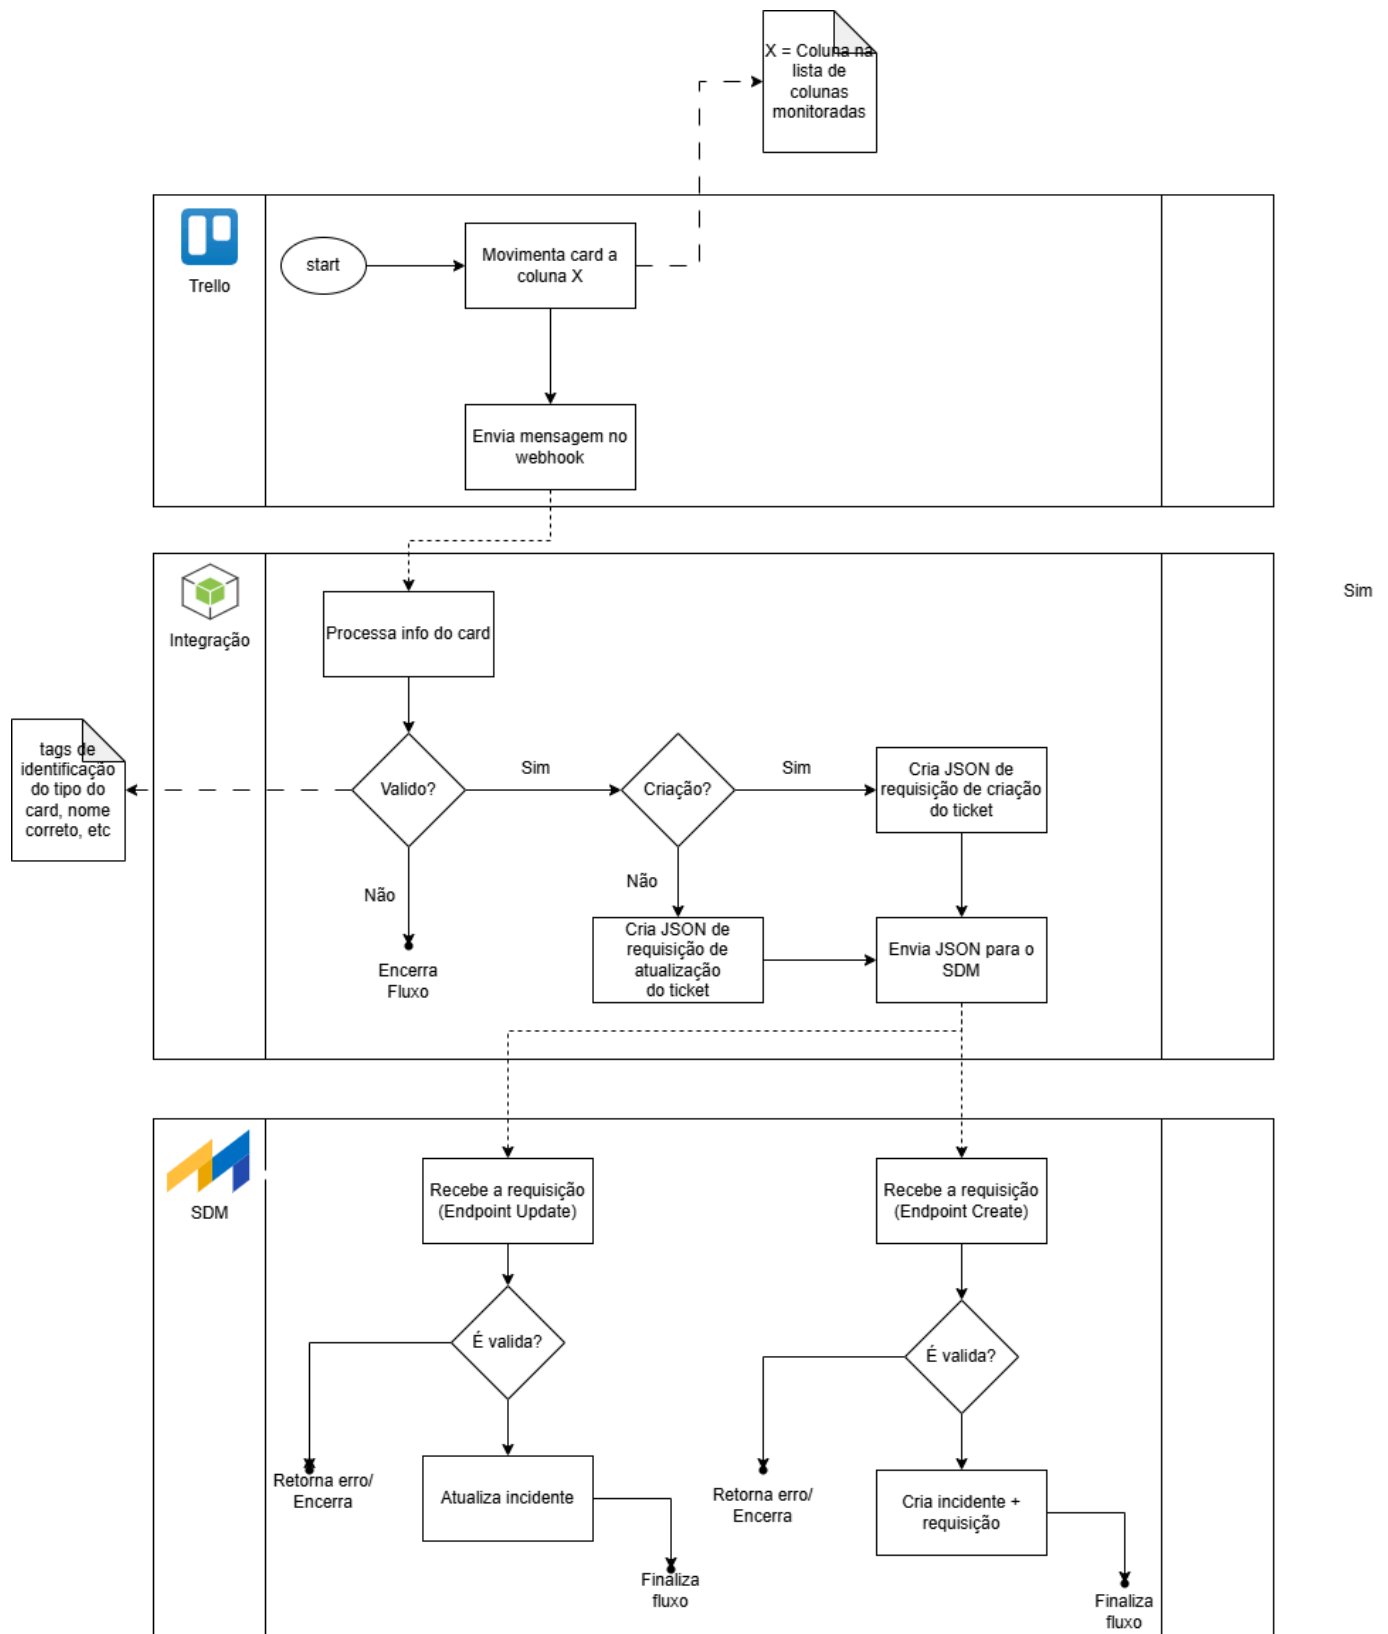 X = Coluna na
lista de
colunas
monitoradas
Trello
start
Movimenta card a
coluna X
Envia mensagem no
webhook
Integração
Sim
Processa info do card
tags de
identificação
do tipo do
card, nome
correto, etc
Valido?
Sim
Criação?
Sim
Cria JSON de
requisição de criação
do ticket
Não
Encerra
Fluxo
Não
Cria JSON de
requisição de
atualização
do ticket
Envia JSON para o
SDM
SDM
Recebe a requisição
(Endpoint Update)
Recebe a requisição
(Endpoint Create)
É valida?
É valida?
Retorna erro/
Encerra
Atualiza incidente
Retorna erro/
Encerra
Cria incidente +
requisição
Finaliza
fluxo
Finaliza
fluxo